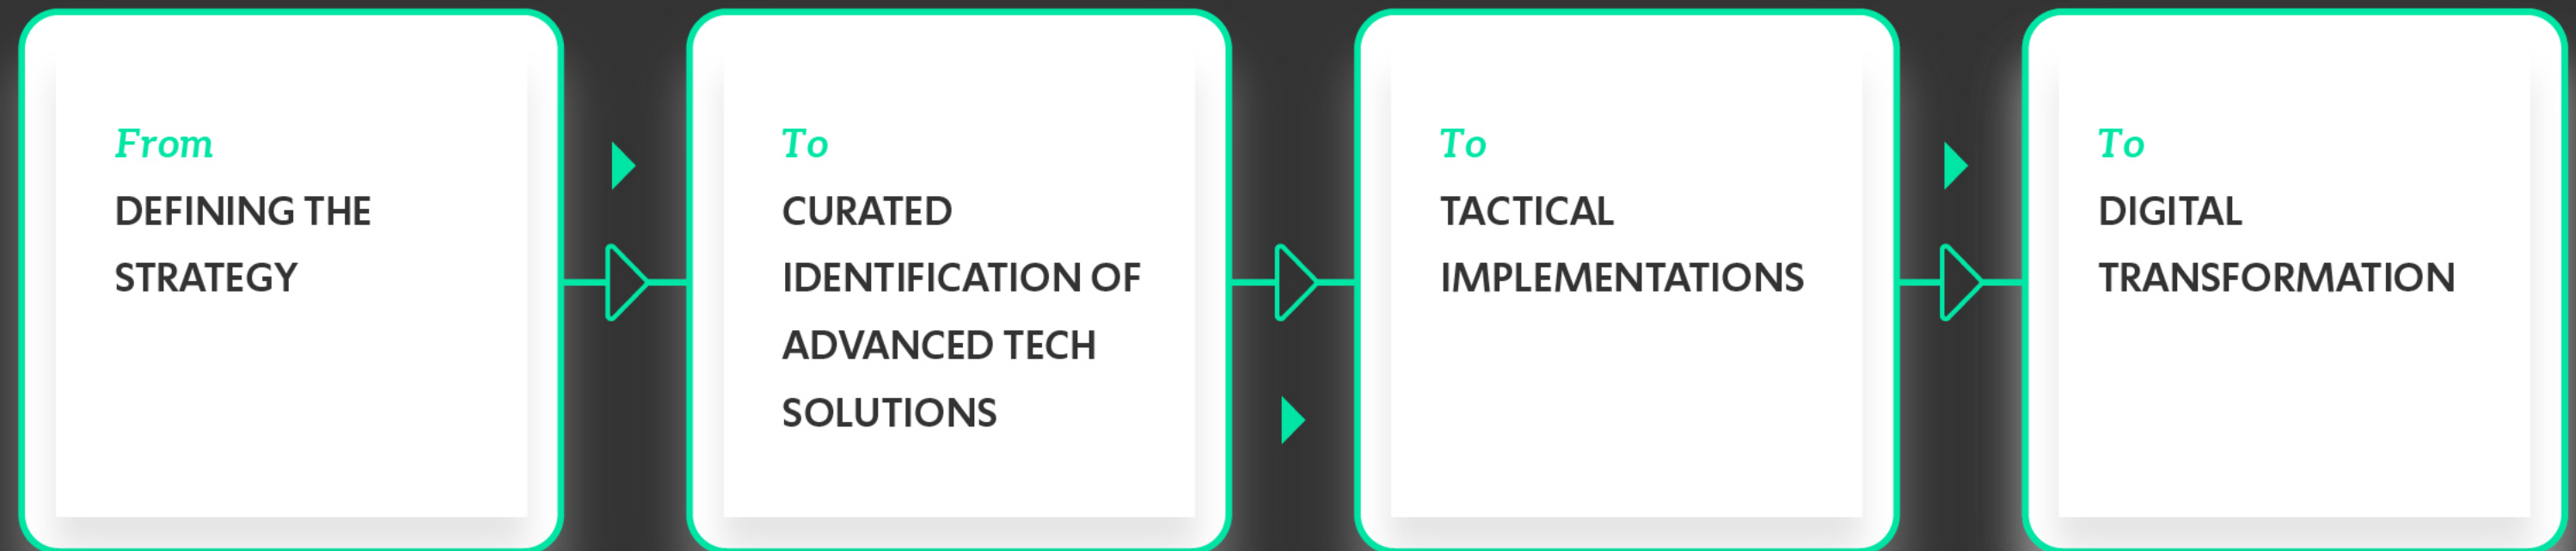 From
DEFINING THE
STRATEGY
To
CURATED
IDENTIFICATION OF
ADVANCED TECH
SOLUTIONS
To
TACTICAL
IMPLEMENTATIONS
To
DIGITAL
TRANSFORMATION